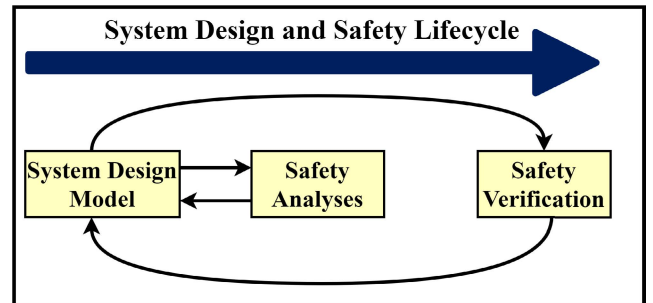 System Design and Safety Lifecycle
System Design
Model
Safety
Analyses
Safety
Verification